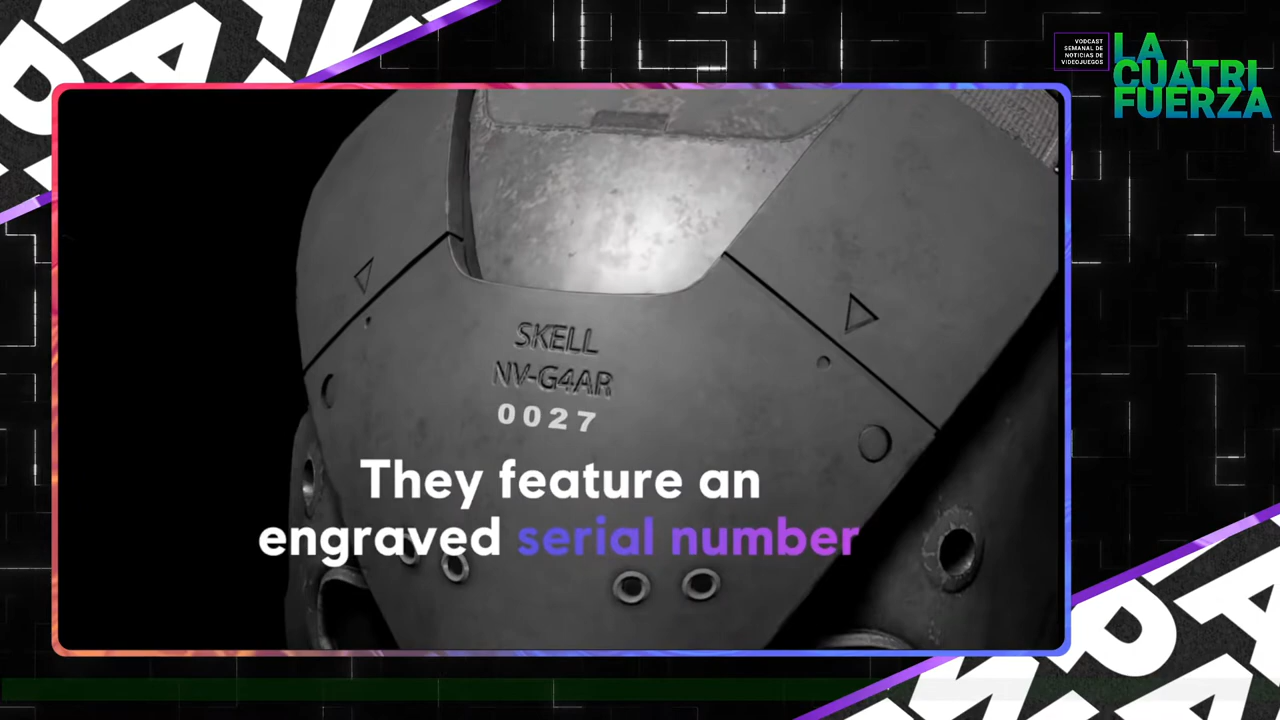 VODCAST
SEMANAL DE
NOTICIAS DE
VIDEOJUEGOS
LA
CUATRI
FUERZA
SKELL
NV-G4AR
0027
They feature an
engraved serial number